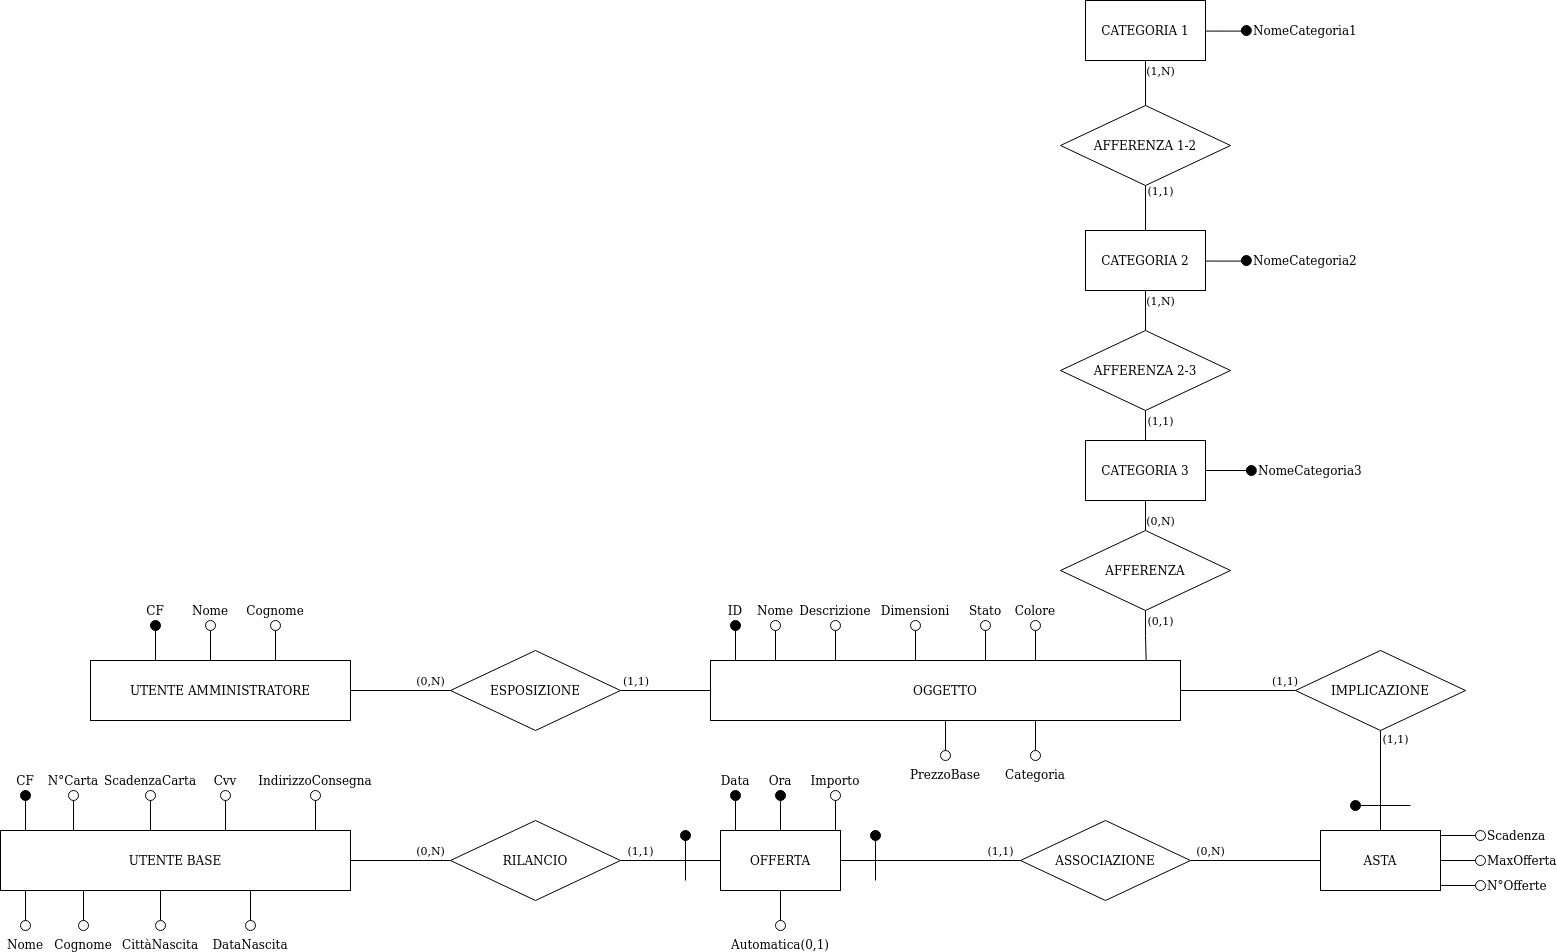 CATEGORIA 1
NomeCategoria1
(1,N)
AFFERENZA 1-2
(1,1)
CATEGORIA 2
NomeCategoria2
(1,N)
AFFERENZA 2-3
(1,1)
CATEGORIA 3
NomeCategoria3
(0,N)
AFFERENZA
(0,1)
CF Nome Cognome
ID Nome Descrizione Dimensioni Stato Colore
UTENTE AMMINISTRATORE
(0,N)
ESPOSIZIONE
(1,1)
OGGETTO
(1,1)
IMPLICAZIONE
(1,1)
PrezzoBase Categoria
CF N°Carta ScadenzaCarta Cvv IndirizzoConsegna
Data Ora Importo
UTENTE BASE
(0,N)
RILANCIO
(1,1)
OFFERTA
(1,1)
ASSOCIAZIONE
(0,N)
ASTA
Scadenza
MaxOfferta
N°Offerte
Nome Cognome CittàNascita DataNascita
Automatica(0,1)